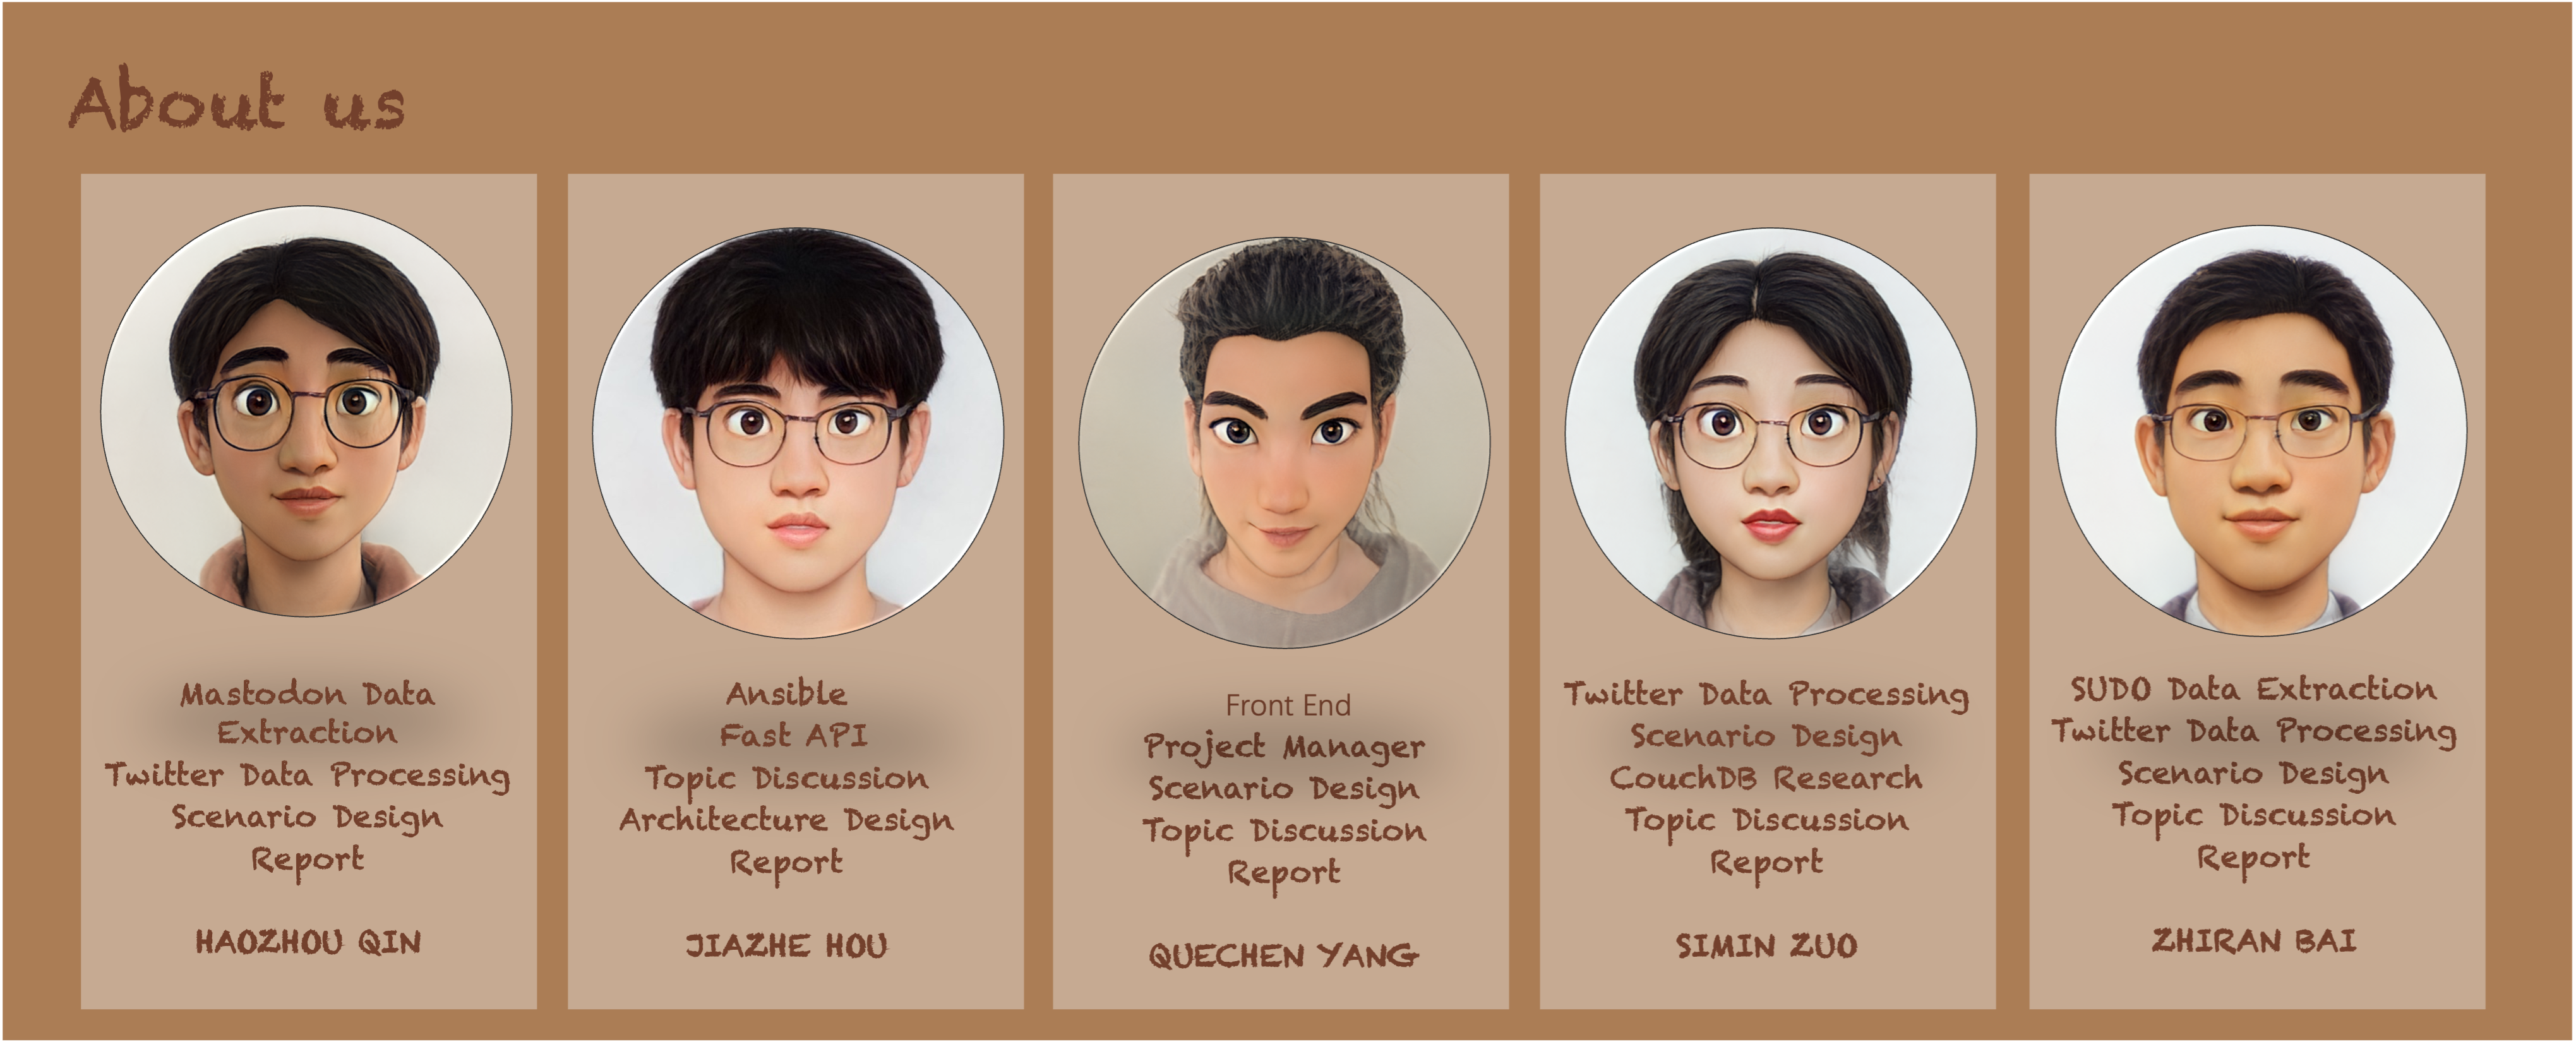 About us
Mastodon Data
Extraction
Twitter Data Processing
Scenario Design
Report
HAOZHOU QIN
Ansible
Fast API
Topic Discussion
Architecture Design
Report
JIAZHE HOU
Front End
Project Manager
Scenario Design
Topic Discussion
Report
QUECHEN YANG
Twitter Data Processing
Scenario Design
CouchDB Research
Topic Discussion
Report
SIMIN ZUO
SUDO Data Extraction
Twitter Data Processing
Scenario Design
Topic Discussion
Report
ZHIRAN BAI